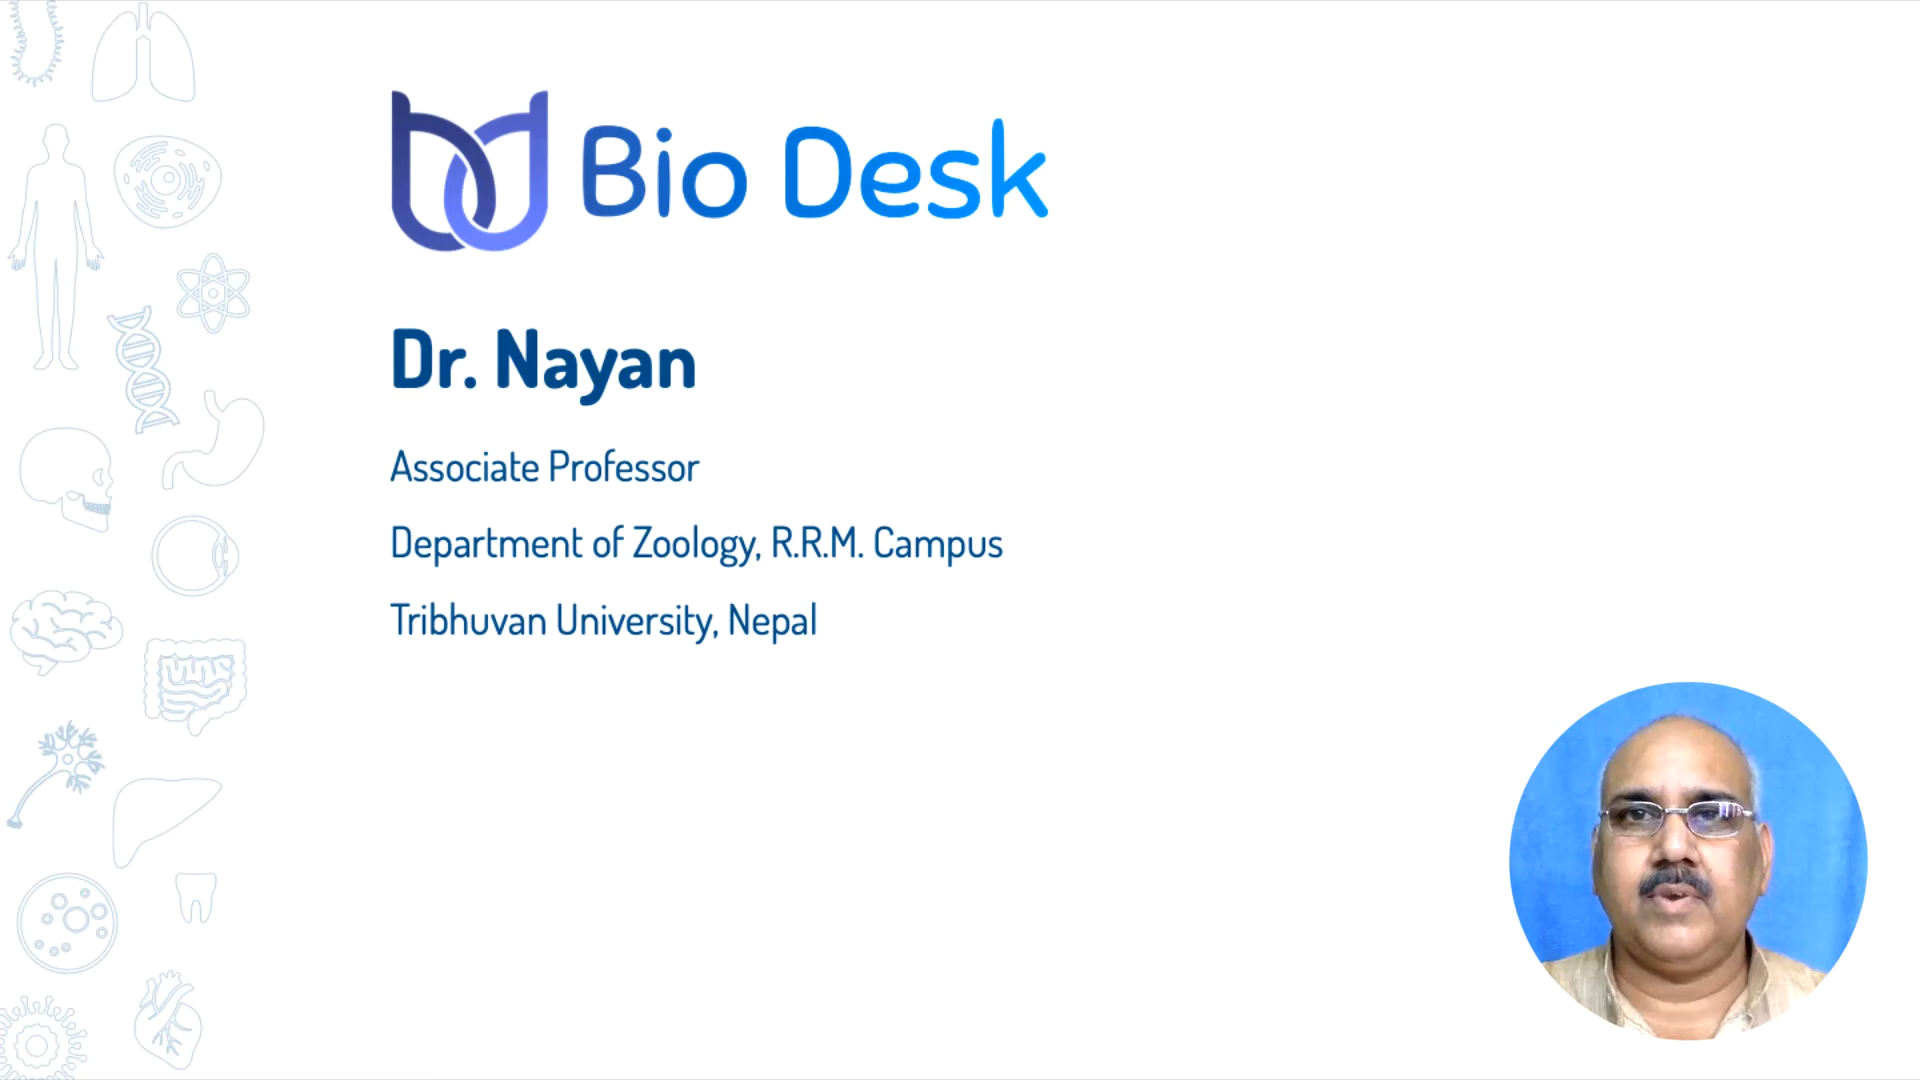 Bio Desk
Dr. Nayan
Associate Professor
Department of Zoology, R.R.M. Campus
Tribhuvan University, Nepal